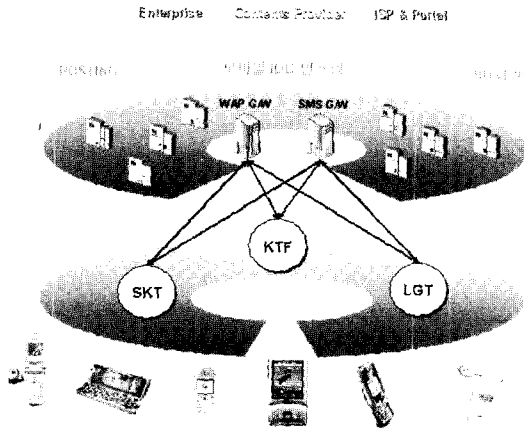 Enterprise Contents Provider ISP & Portal
WAP G/W SMS G/W
KTF
SKT
LGT